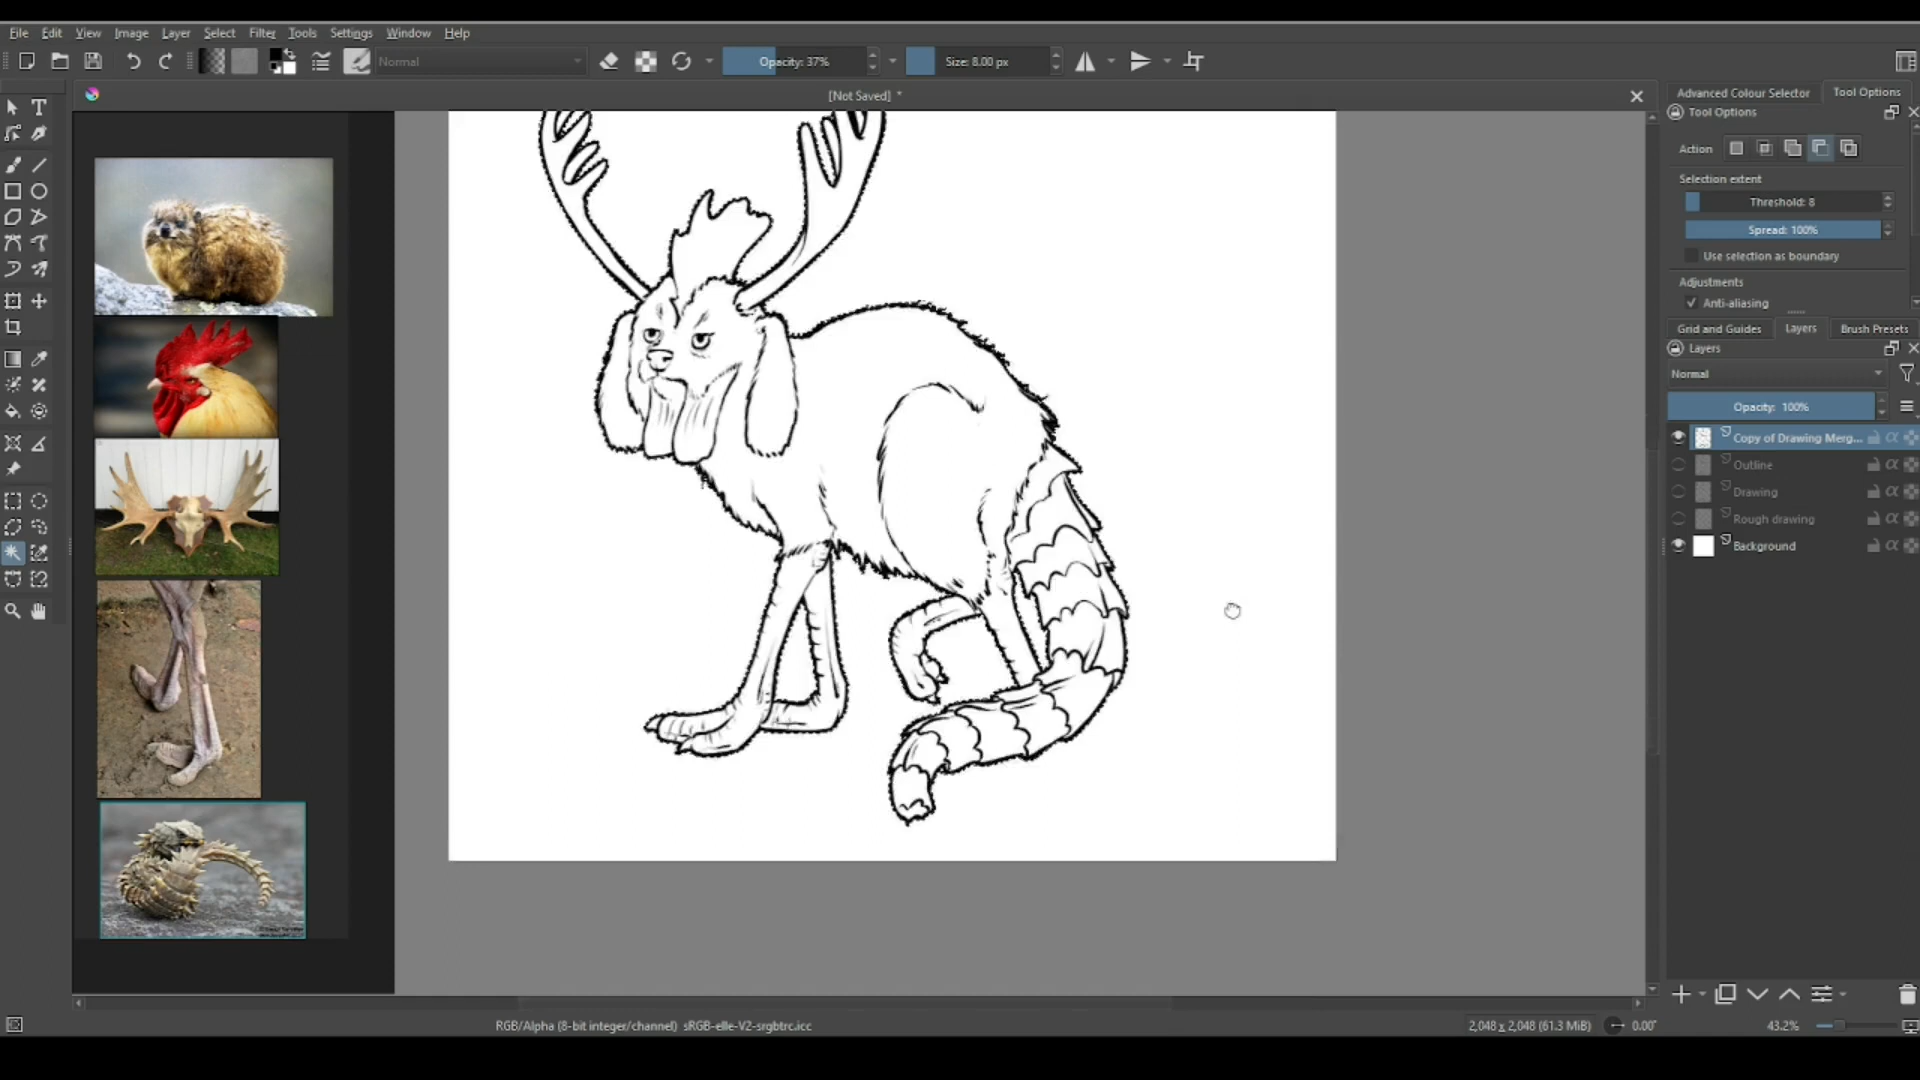 File Edit View Image Layer Select Filter Tools Settings Window Help
Normal
Opacity: 37%
Size: 8.00 px
[Not Saved] *
Advanced Colour Selector
Tool Options
Tool Options
Action
Selection extent
Threshold: 8
Spread: 100%
Use selection as boundary
Adjustments
Anti-aliasing
Grid and Guides
Layers
Brush Presets
Layers
Normal
Opacity: 100%
Copy of Drawing Merg...
Outline
Drawing
Rough drawing
Background
RGB/Alpha (8-bit integer/channel) sRGB-elle-V2-srgbtrc.icc
2,048 x 2,048 (61.3 MiB)
0.00°
43.2%